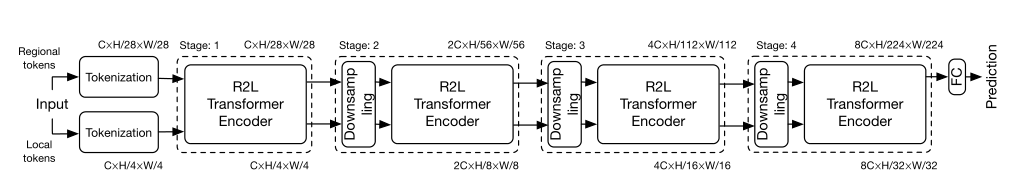 Regional
tokens
C×H/28×W/28
Stage: 1
C×H/28×W/28
Stage: 2
2C×H/56×W/56
Stage: 3
4C×H/112×W/112
Stage: 4
8C×H/224×W/224
Tokenization
Input
Tokenization
Local
tokens
C×H/4×W/4
R2L
Transformer
Encoder
C×H/4×W/4
Downsamp
ling
R2L
Transformer
Encoder
2C×H/8×W/8
Downsamp
ling
R2L
Transformer
Encoder
4C×H/16×W/16
Downsamp
ling
R2L
Transformer
Encoder
8C×H/32×W/32
FC
Prediction